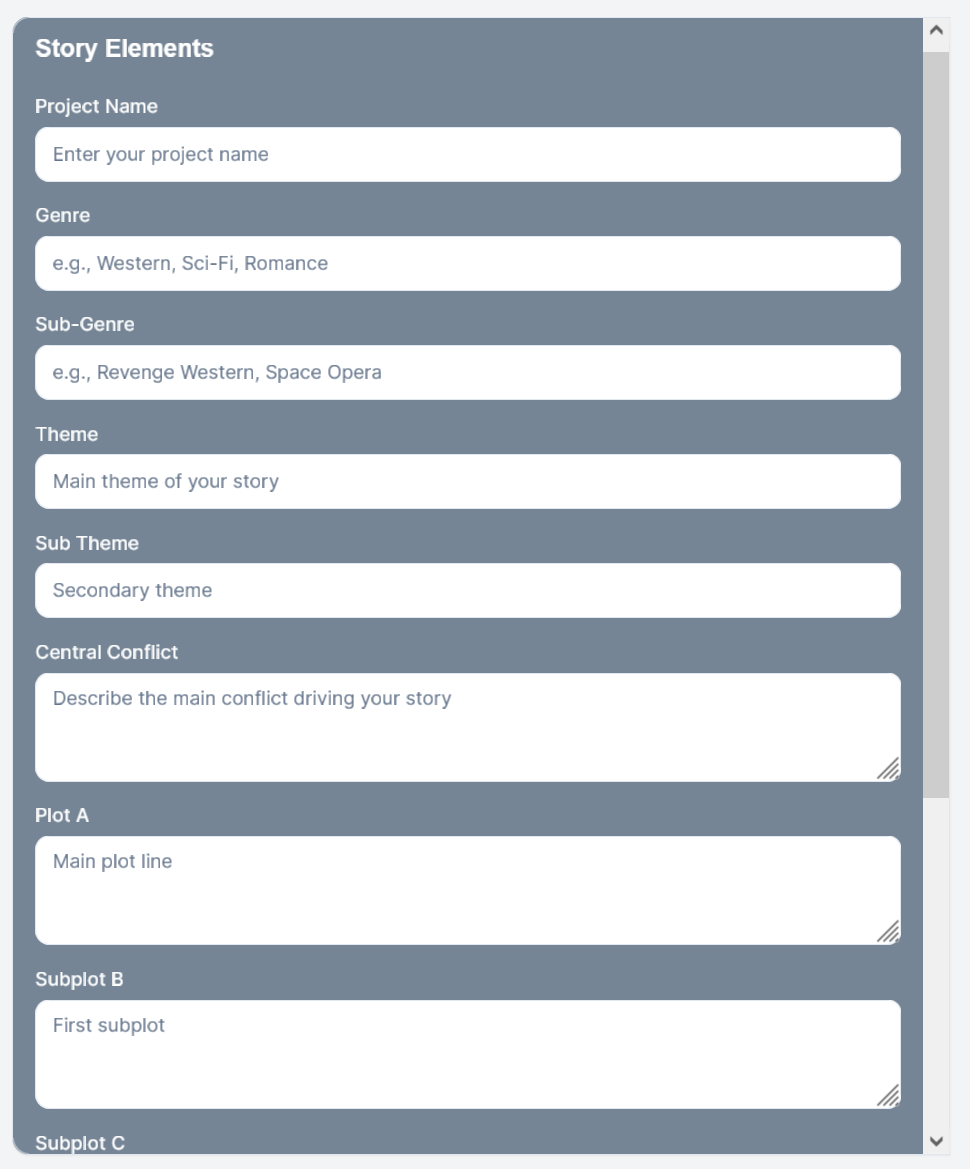 Story Elements
Project Name
Enter your project name
Genre
e.g., Western, Sci-Fi, Romance
Sub-Genre
e.g., Revenge Western, Space Opera
Theme
Main theme of your story
Sub Theme
Secondary theme
Central Conflict
Describe the main conflict driving your story
Plot A
Main plot line
Subplot B
First subplot
Subplot C